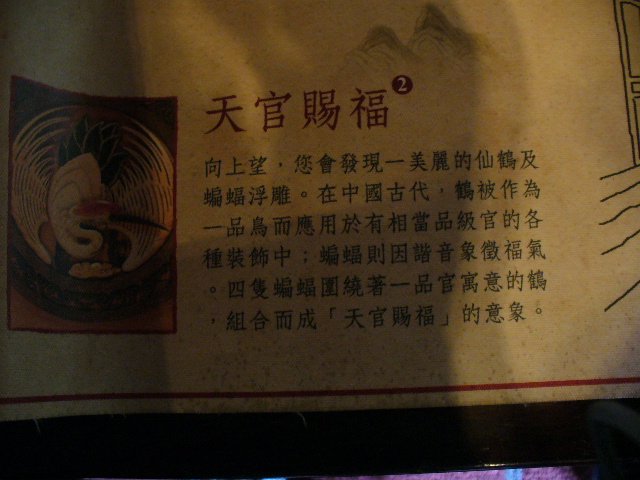 天官賜福❷
向上望，您會發現一美麗的仙鶴及
蝙蝠浮雕。在中國古代，鶴被作為
一品鳥而應用於有相當品級官的各
種裝飾中；蝙蝠則因諧音象徵福氣
。四隻蝙蝠圍繞著一品官寓意的鶴
，組合而成「天官賜福」的意象。